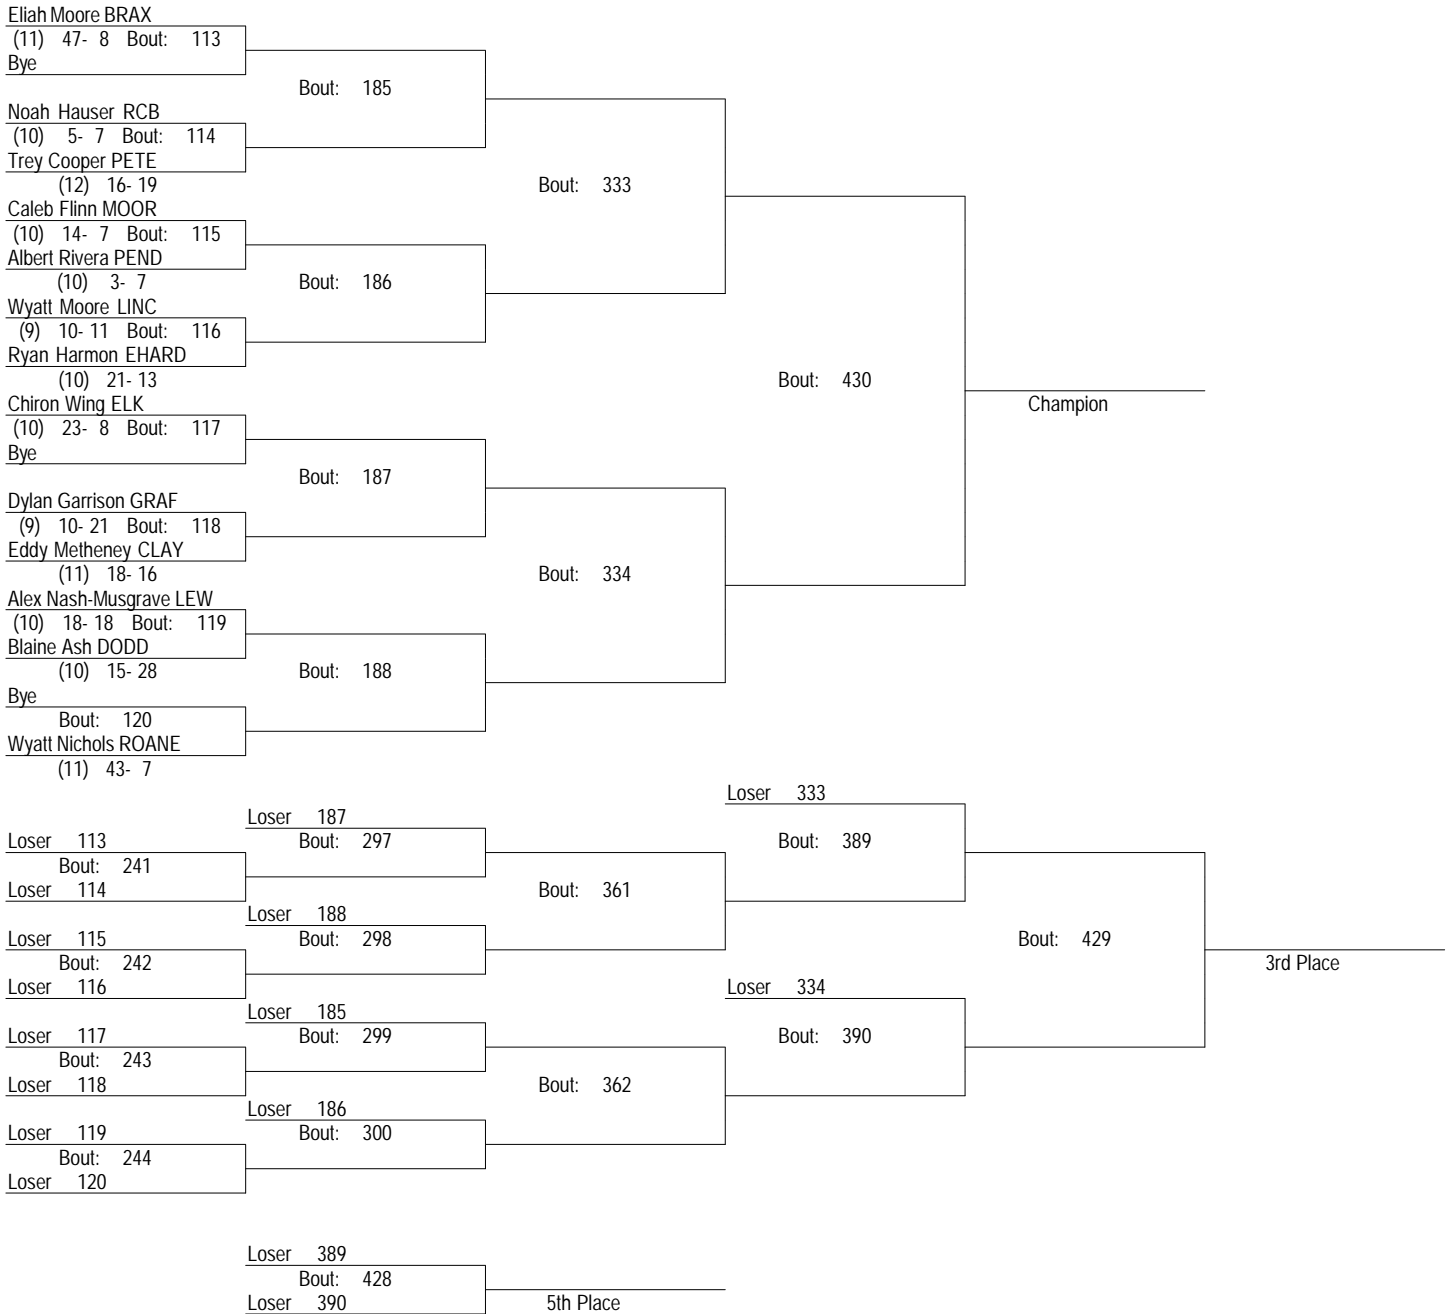 Eliah Moore BRAX
(11) 47- 8 Bout: 113
Bye
Bout: 185
Noah Hauser RCB
(10) 5- 7 Bout: 114
Trey Cooper PETE
(12) 16- 19
Bout: 333
Caleb Flinn MOOR
(10) 14- 7 Bout: 115
Albert Rivera PEND
(10) 3- 7
Bout: 186
Wyatt Moore LINC
(9) 10- 11 Bout: 116
Ryan Harmon EHARD
(10) 21- 13
Bout: 430
Champion
Chiron Wing ELK
(10) 23- 8 Bout: 117
Bye
Bout: 187
Dylan Garrison GRAF
(9) 10- 21 Bout: 118
Eddy Metheney CLAY
(11) 18- 16
Bout: 334
Alex Nash-Musgrave LEW
(10) 18- 18 Bout: 119
Blaine Ash DODD
(10) 15- 28
Bout: 188
Bye
Bout: 120
Wyatt Nichols ROANE
(11) 43- 7
Loser 333
Loser 187
Loser 113
Bout: 297
Bout: 389
Bout: 241
Loser 114
Bout: 361
Loser 188
Loser 115
Bout: 298
Bout: 429
Bout: 242
3rd Place
Loser 116
Loser 334
Loser 185
Loser 117
Bout: 299
Bout: 390
Bout: 243
Loser 118
Bout: 362
Loser 186
Loser 119
Bout: 300
Bout: 244
Loser 120
Loser 389
Bout: 428
Loser 390
5th Place